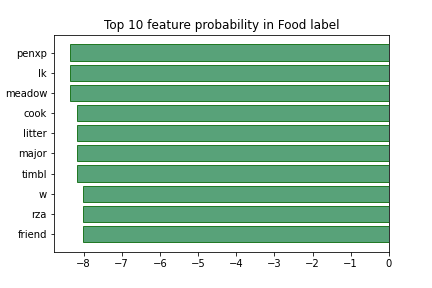 Top 10 feature probability in Food label
penxp
lk
meadow
cook
litter
major
timbl
w
rza
friend
−8 −7 −6 −5 −4 −3 −2 −1 0